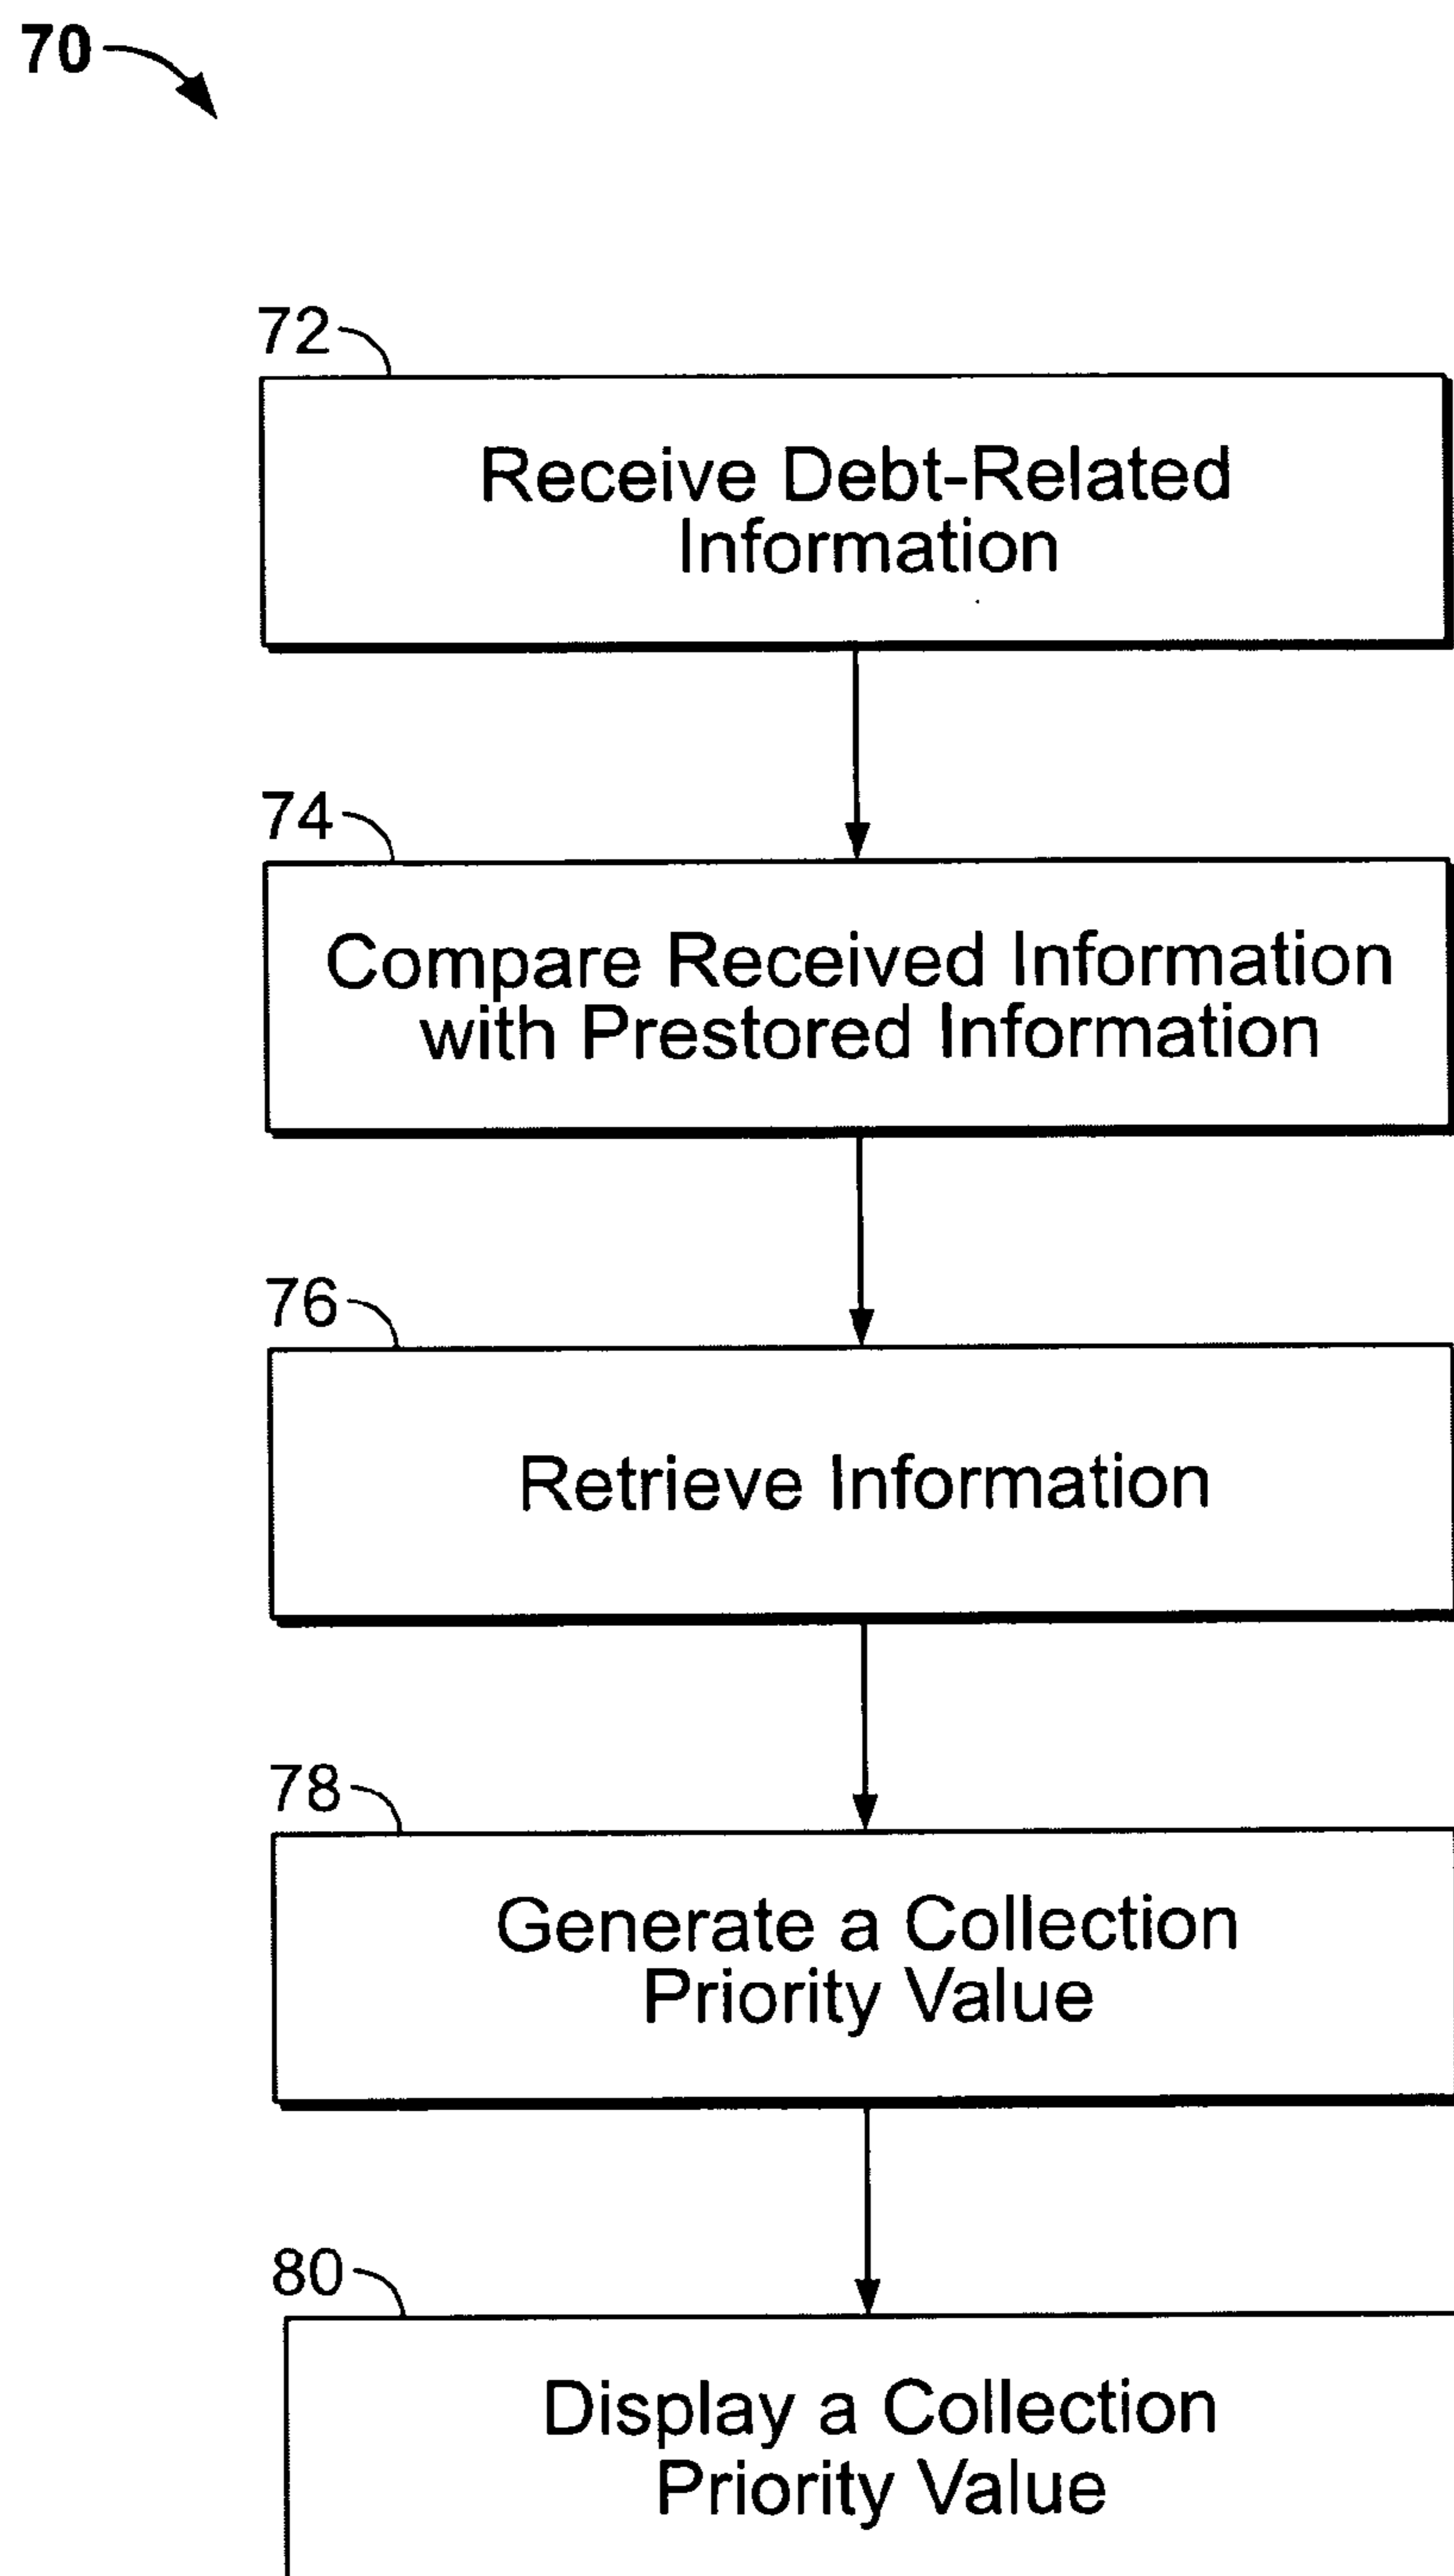 70
72
Receive Debt-Related
Information
74
Compare Received Information
with Prestored Information
76
Retrieve Information
78
Generate a Collection
Priority Value
80
Display a Collection
Priority Value